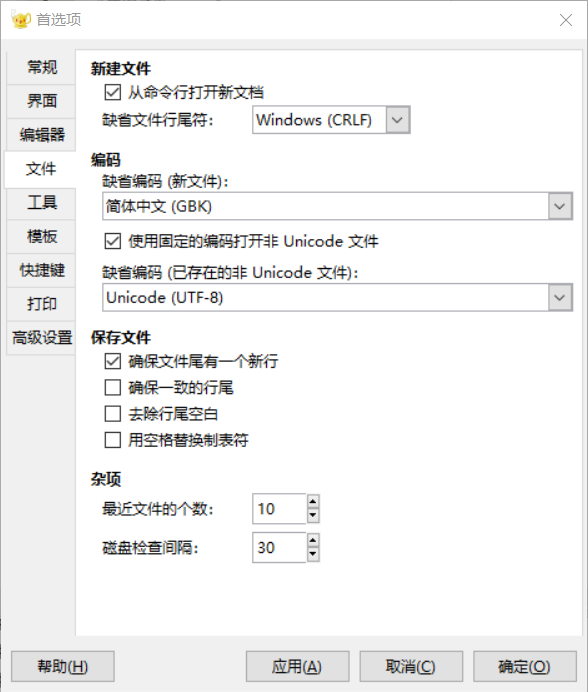 首选项
常规
界面
编辑器
文件
工具
模板
快捷键
打印
高级设置
新建文件
从命令行打开新文档
缺省文件行尾符: Windows (CRLF)
编码
缺省编码 (新文件):
简体中文 (GBK)
使用固定的编码打开非 Unicode 文件
缺省编码 (已存在的非 Unicode 文件):
Unicode (UTF-8)
保存文件
确保文件尾有一个新行
确保一致的行尾
去除行尾空白
用空格替换制表符
杂项
最近文件的个数: 10
磁盘检查间隔: 30
帮助(H) 应用(A) 取消(C) 确定(O)